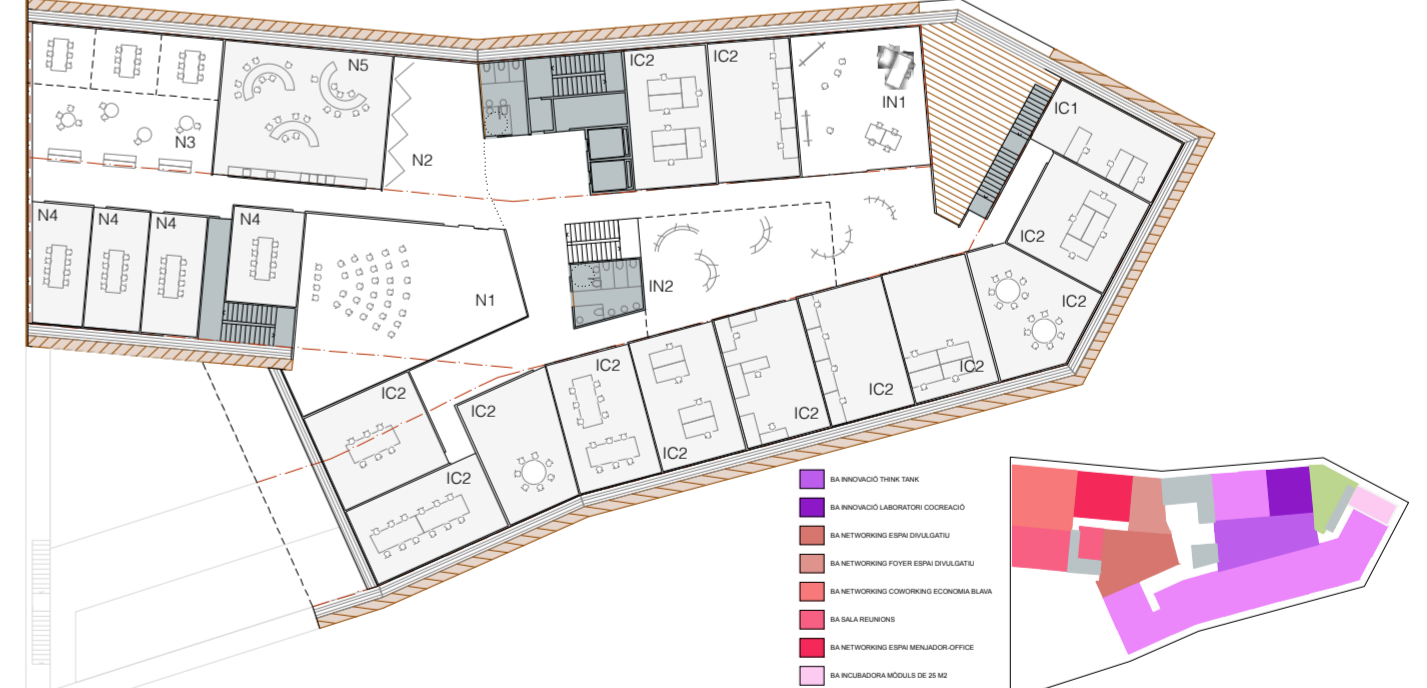 N5
IC2
IC2
IN1
IC1
N3
N2
N4
N4
N4
N4
IC2
IC2
N1
IN2
IC2
IC2
IC2
IC2
IC2
IC2
IC2
IC2
IC2
BA INNOVACIÓ THINK TANK
BA INNOVACIÓ LABORATORI COCREACIÓ
BA NETWORKING ESPAI DIVULGATIU
BA NETWORKING FOYER ESPAI DIVULGATIU
BA NETWORKING COWORKING ECONOMIA BLAVA
BA SALA REUNIONS
BA NETWORKING ESPAI MENJADOR-OFFICE
BA INCUBADORA MÒDULS DE 25 M2